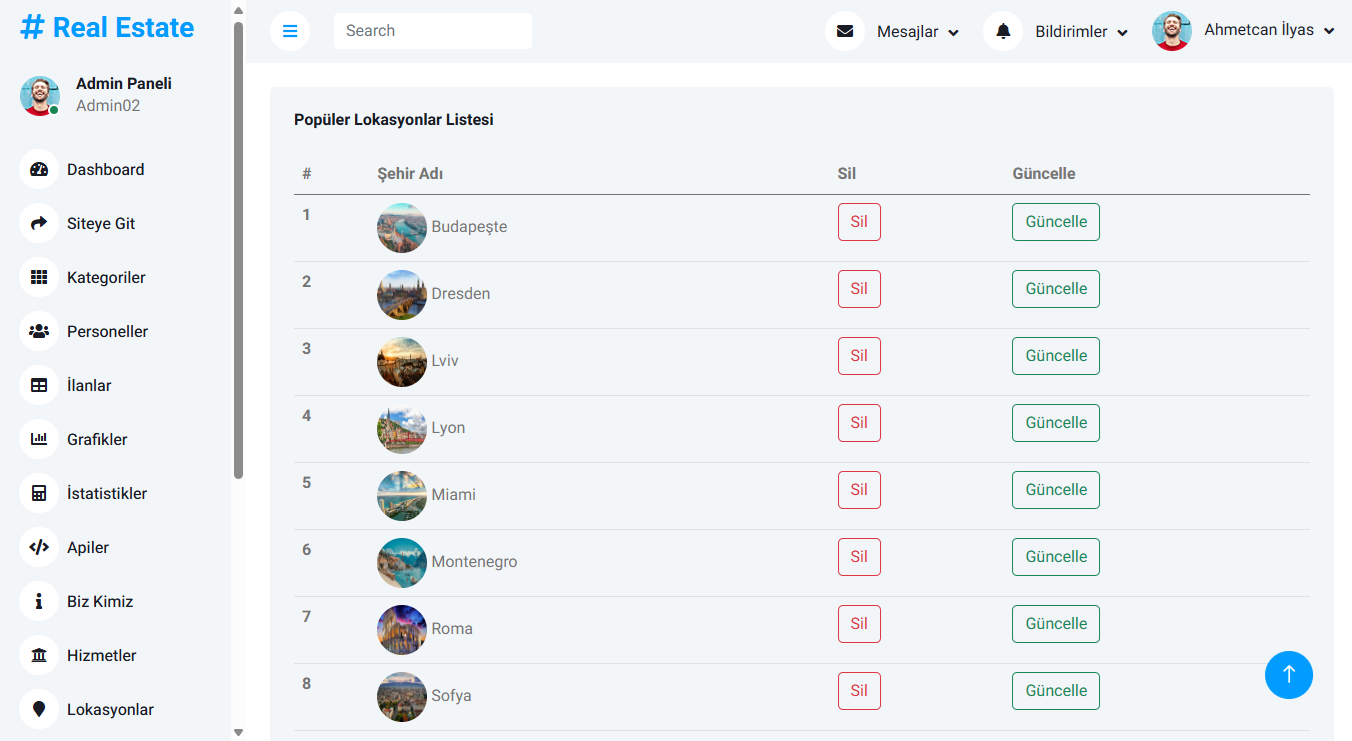 # Real Estate
Admin Paneli
Admin02
Dashboard
Siteye Git
Kategoriler
Personeller
İlanlar
Grafikler
İstatistikler
Apiler
Biz Kimiz
Hizmetler
Lokasyonlar
Search
Mesajlar
Bildirimler
Ahmetcan İlyas
Popüler Lokasyonlar Listesi
# Şehir Adı Sil Güncelle
1 Budapeşte Sil Güncelle
2 Dresden Sil Güncelle
3 Lviv Sil Güncelle
4 Lyon Sil Güncelle
5 Miami Sil Güncelle
6 Montenegro Sil Güncelle
7 Roma Sil Güncelle
8 Sofya Sil Güncelle